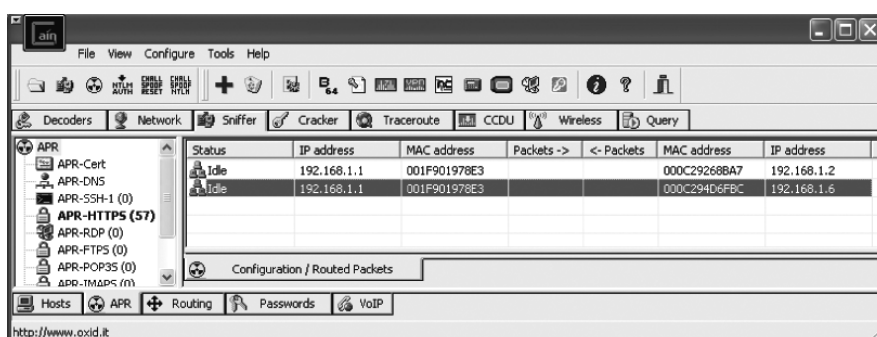 ain
File View Configure Tools Help
NTLM AUTH CHALL SPOOF RESET CHALL SPOOF NTLM B64
Decoders Network Sniffer Cracker Traceroute CCDU Wireless Query
APR
APR-Cert
APR-DNS
APR-SSH-1 (0)
APR-HTTPS (57)
APR-RDP (0)
APR-FTPS (0)
APR-POP3S (0)
APR-IMAPS (0)
Status IP address MAC address Packets -> <- Packets MAC address IP address
Idle 192.168.1.1 001F901978E3 000C29268BA7 192.168.1.2
Idle 192.168.1.1 001F901978E3 000C294D6FBC 192.168.1.6
Configuration / Routed Packets
Hosts APR Routing Passwords VoIP
http://www.oxid.it